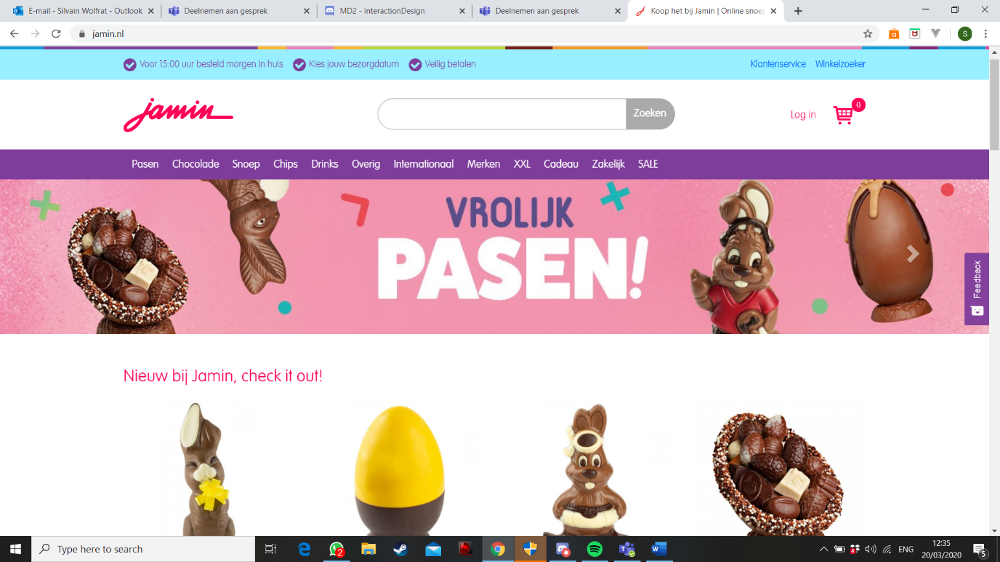 E-mail - Silvain Wolfrat - Outlook
Deelnemen aan gesprek
MD2 - InteractionDesign
Deelnemen aan gesprek
Koop het bij Jamin | Online snoep
jamin.nl
S
Voor 15:00 uur besteld morgen in huis
Kies jouw bezorgdatum
Veilig betalen
Klantenservice
Winkelzoeker
jamin
Zoeken
Log in
0
Pasen
Chocolade
Snoep
Chips
Drinks
Overig
Internationaal
Merken
XXL
Cadeau
Zakelijk
SALE
VROLIJK
PASEN!
Feedback
Nieuw bij Jamin, check it out!
Type here to search
2
4
ENG
12:35
20/03/2020
5